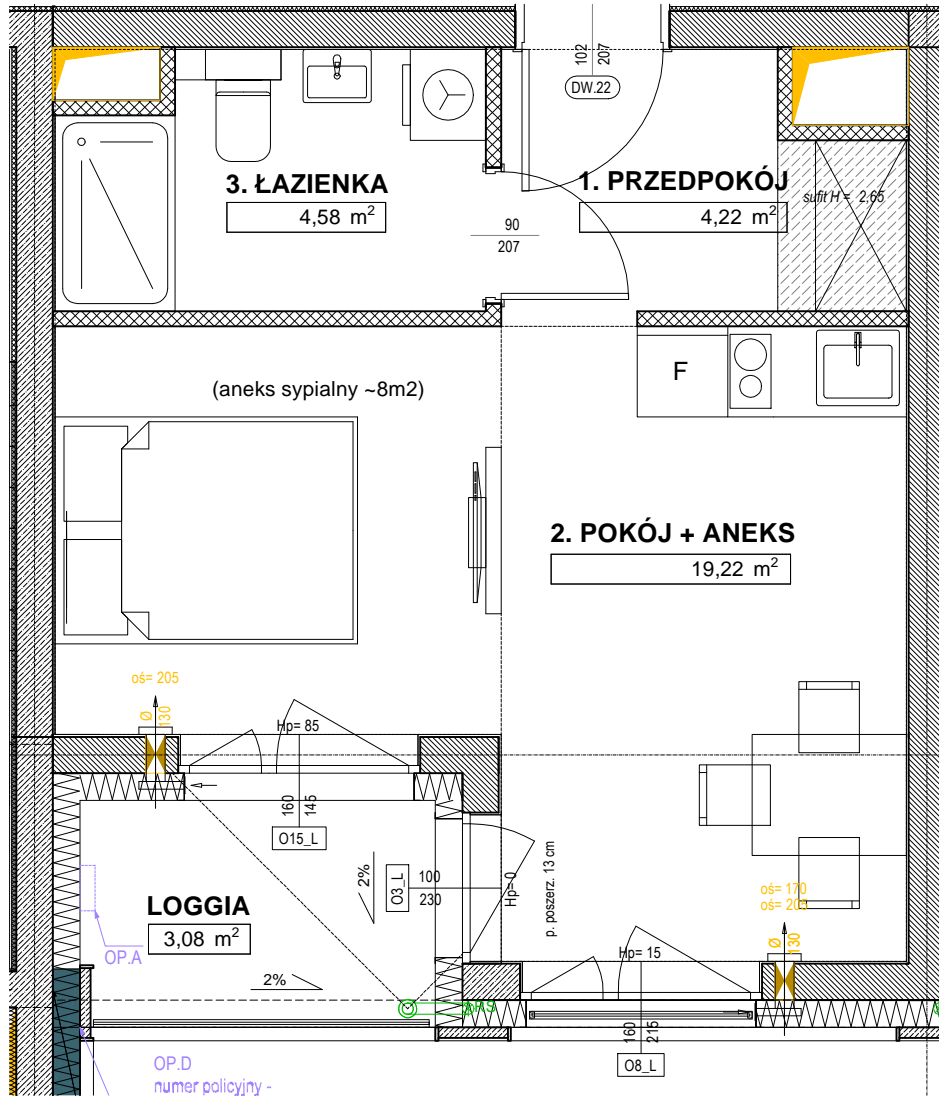 102
207
DW.22
3. ŁAZIENKA
4,58 m²
1. PRZEDPOKÓJ
4,22 m²
sufit H = 2,65
90
207
(aneks sypialny ~8m2)
F
2. POKÓJ + ANEKS
19,22 m²
oś= 205
Ø
130
Hp= 85
160
145
O15_L
2%
O3_L
100
230
Hp=0
p. poszerz. 13 cm
LOGGIA
3,08 m²
OP.A
2%
oś= 170
oś= 205
Ø
130
Hp= 15
RS
160
215
O8_L
OP.D
numer policyjny -